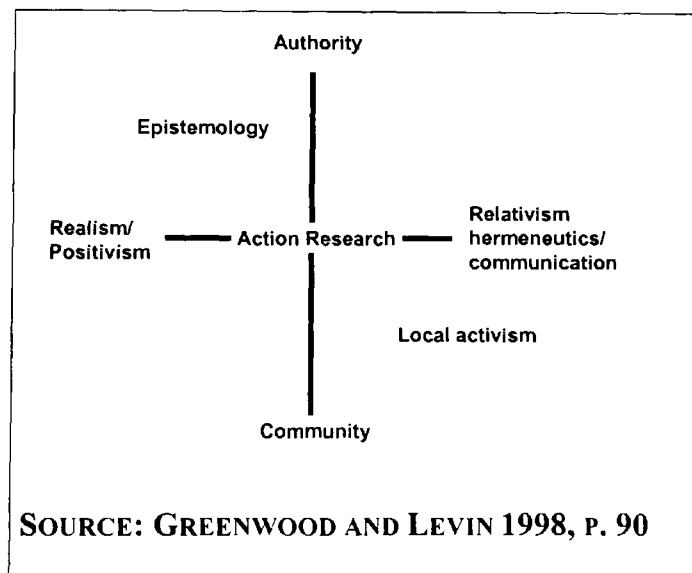 Authority
Epistemology
Realism/
Positivism
Action Research
Relativism
hermeneutics/
communication
Local activism
Community
SOURCE: GREENWOOD AND LEVIN 1998, P. 90